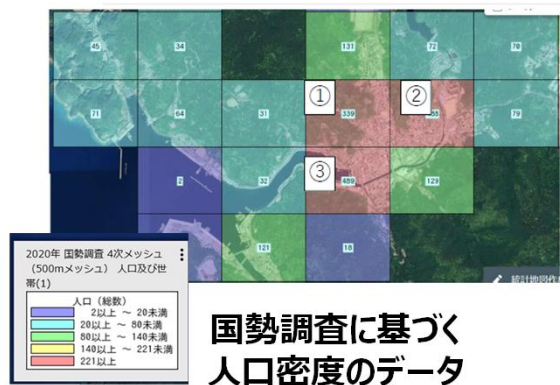 131
45
34
72
70
①
②
71
64
31
339
79
③
2
32
489
129
121
18
統計地図作
2020年 国勢調査 4次メッシュ
(500mメッシュ) 人口及び世
帯(1)
人口(総数)
2以上 ～ 20未満
20以上 ～ 80未満
80以上 ～ 140未満
140以上 ～ 221未満
221以上
国勢調査に基づく
人口密度のデータ